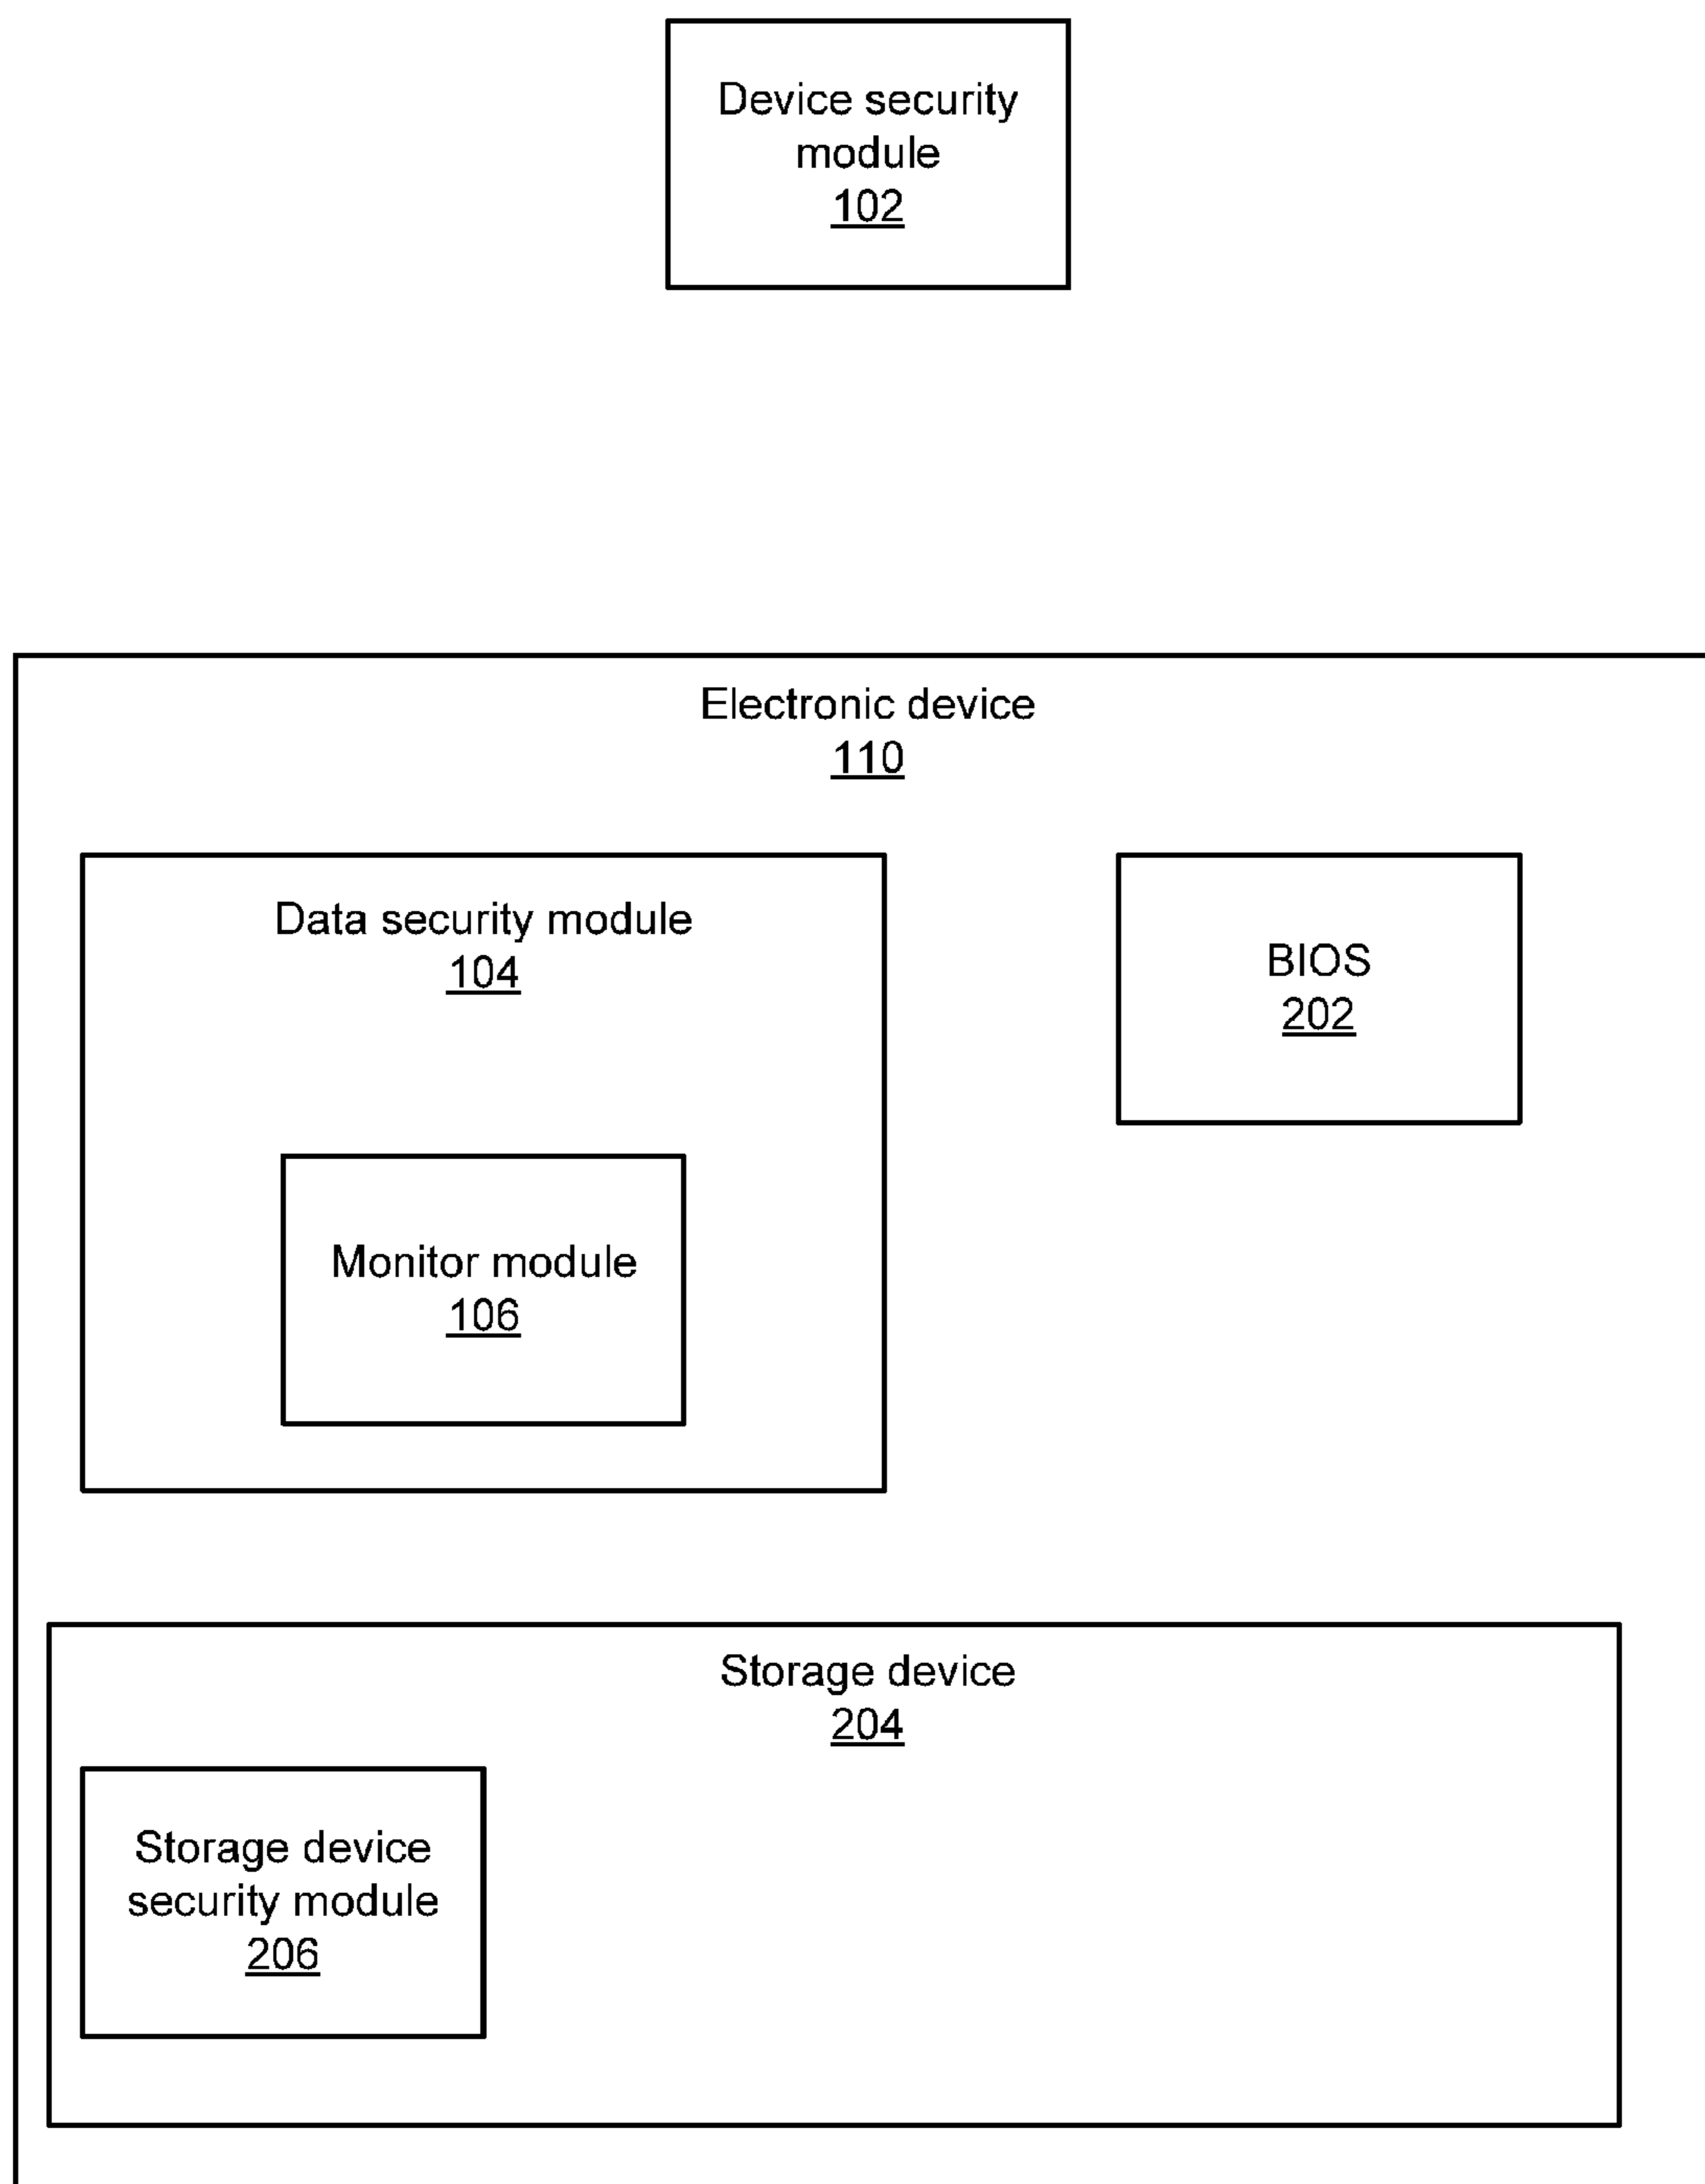 Device security
module
102
Electronic device
110
Data security module
104
BIOS
202
Monitor module
106
Storage device
204
Storage device
security module
206